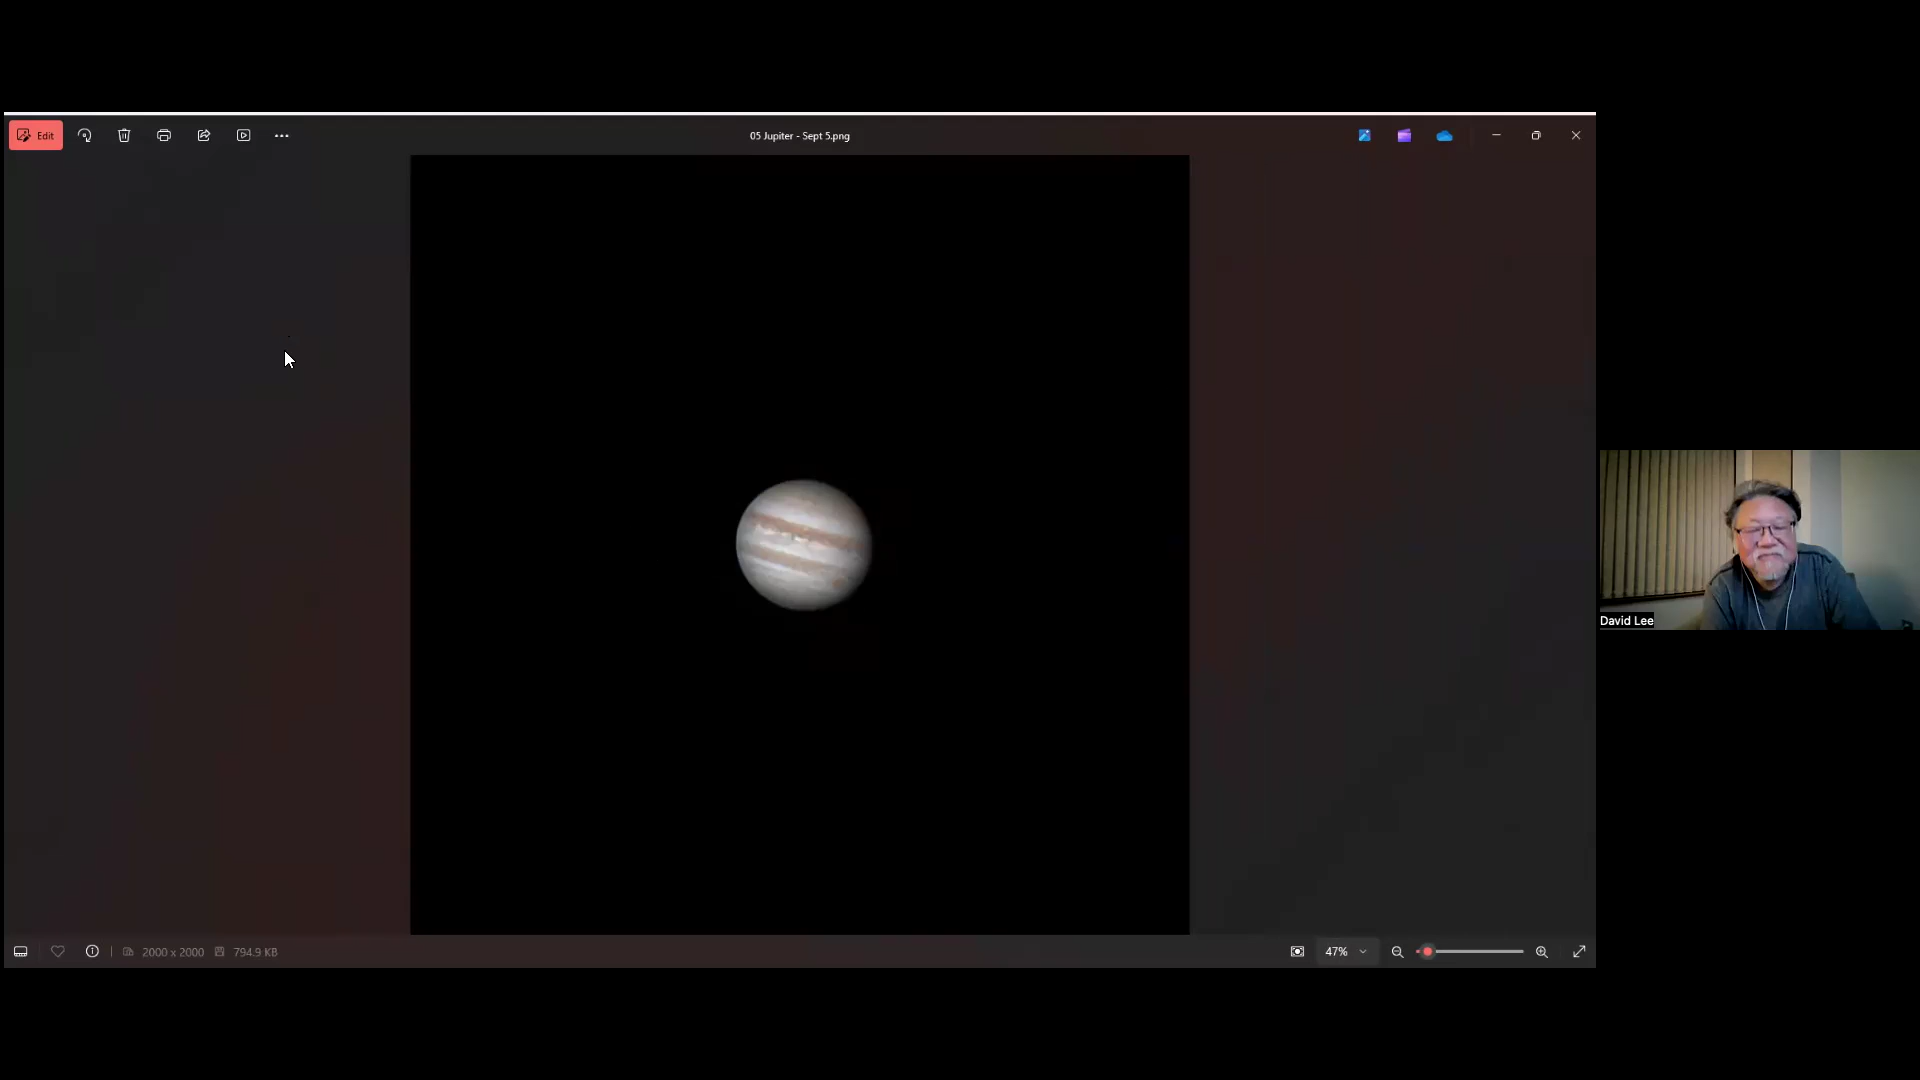 Edit
05 Jupiter - Sept 5.png
David Lee
2000 x 2000
794.9 KB
47%